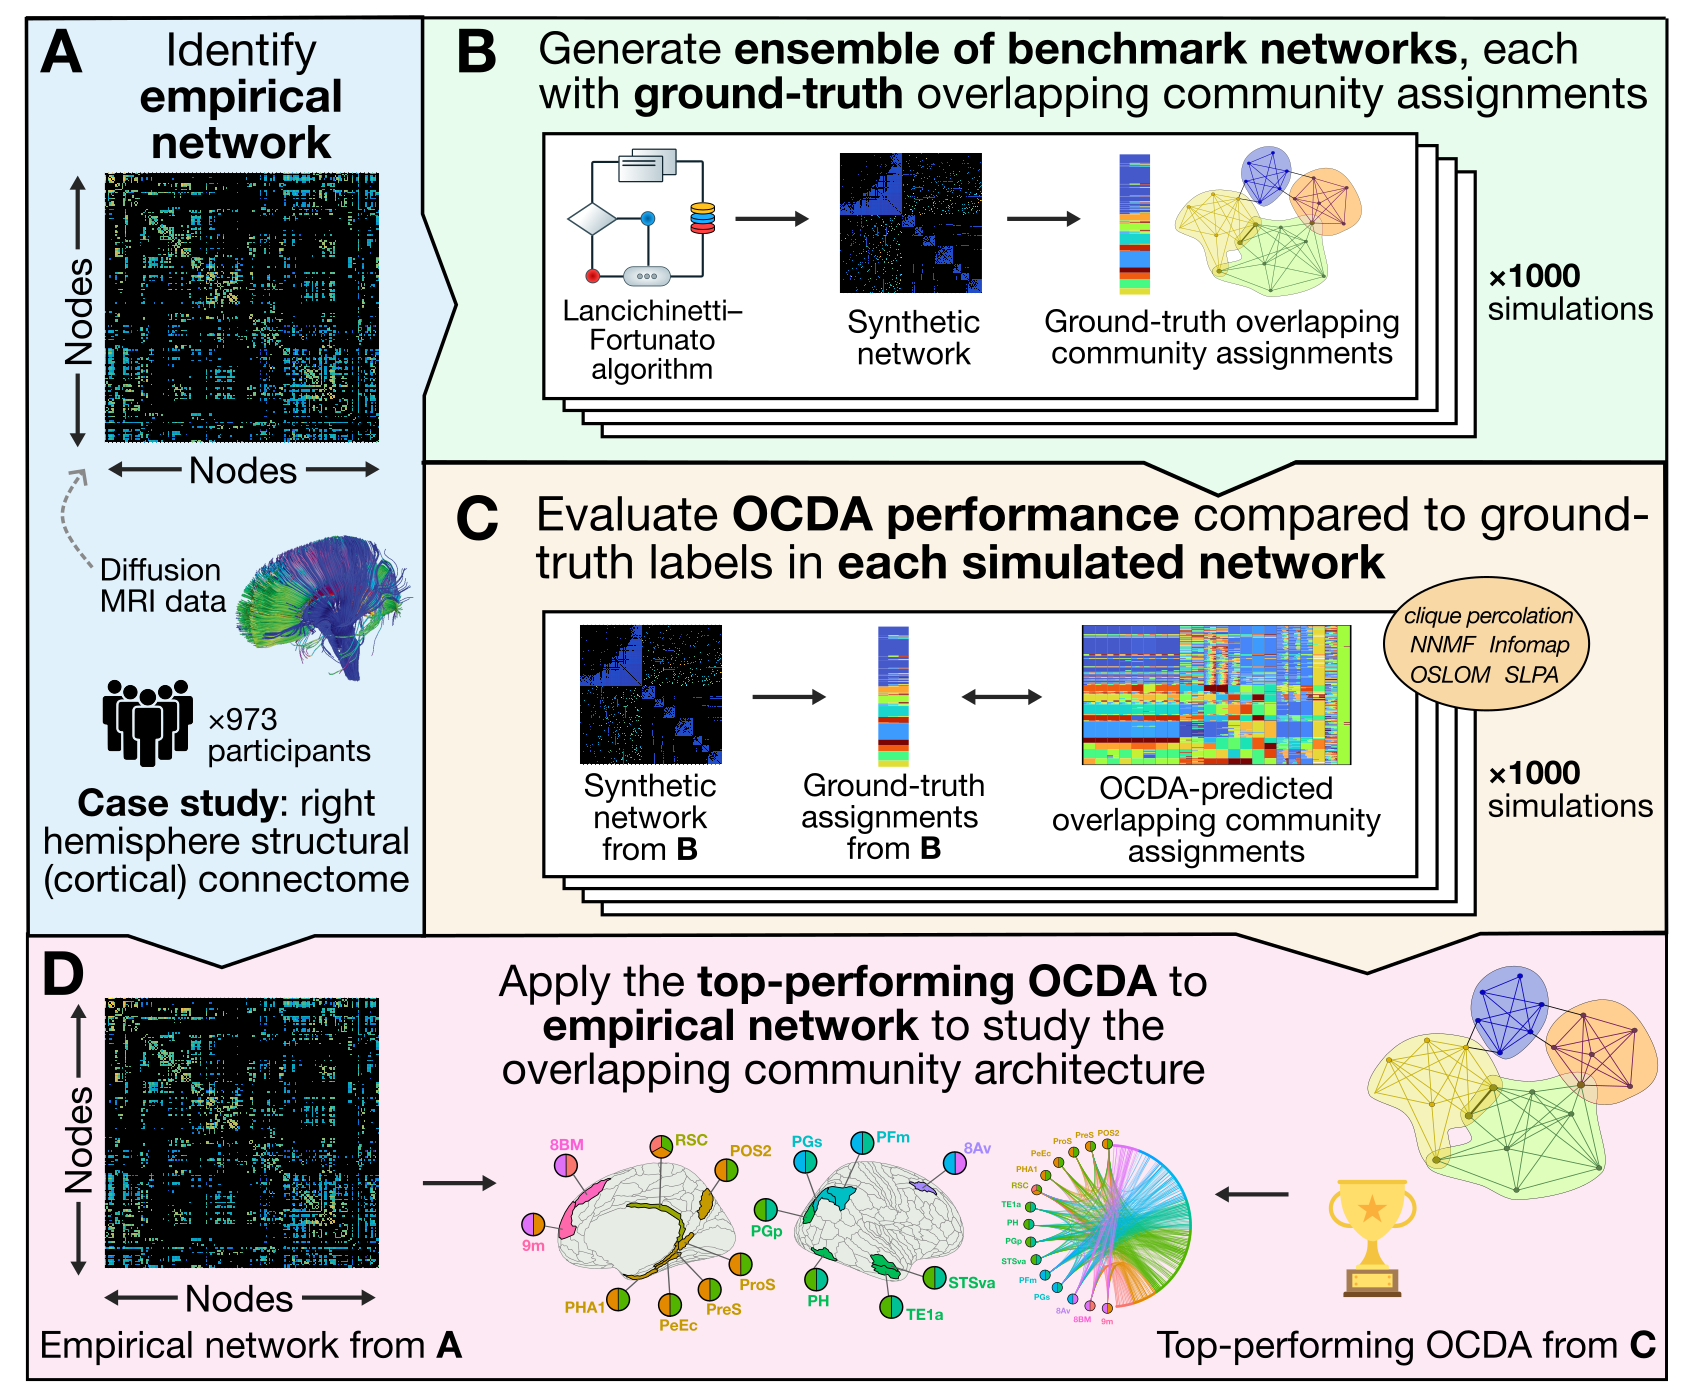 A
Identify
empirical
network
Nodes
Nodes
Diffusion
MRI data
×973
participants
Case study: right
hemisphere structural
(cortical) connectome
B
Generate ensemble of benchmark networks, each
with ground-truth overlapping community assignments
Lancichinetti–
Fortunato
algorithm
Synthetic
network
Ground-truth overlapping
community assignments
×1000
simulations
C
Evaluate OCDA performance compared to ground-
truth labels in each simulated network
clique percolation
NNMF Infomap
OSLOM SLPA
Synthetic
network
from B
Ground-truth
assignments
from B
OCDA-predicted
overlapping community
assignments
×1000
simulations
D
Apply the top-performing OCDA to
empirical network to study the
overlapping community architecture
Nodes
Nodes
Empirical network from A
8BM
RSC
POS2
9m
ProS
PreS
PeEc
PHA1
PGs
PFm
8Av
PGp
PH
STSva
TE1a
POS2
PreS
ProS
PeEc
PHA1
RSC
TE1a
PH
PGp
STSva
PFm
PGs
8Av
8BM
9m
Top-performing OCDA from C